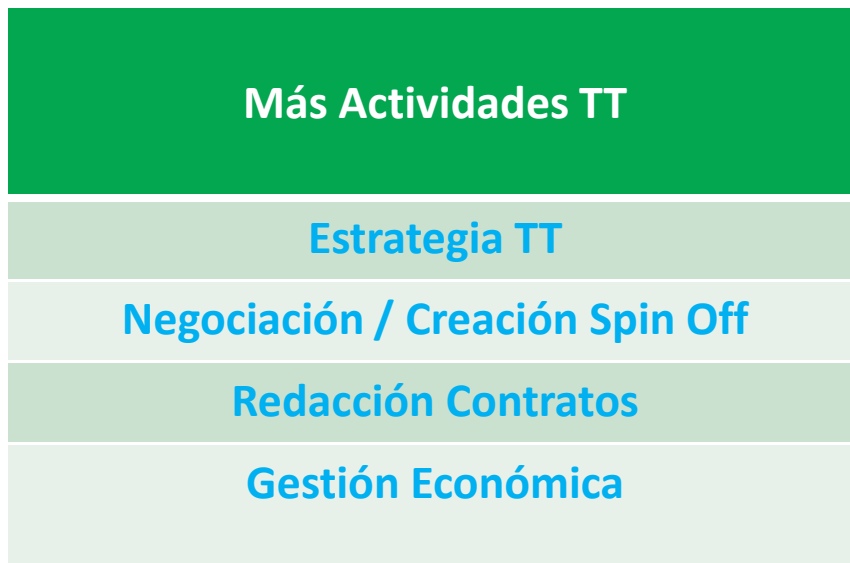 Más Actividades TT
Estrategia TT
Negociación / Creación Spin Off
Redacción Contratos
Gestión Económica